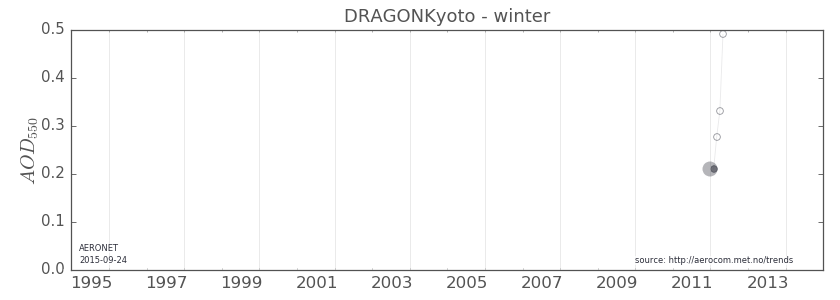 DRAGONKyoto - winter
0.5
0.4
0.3
0.2
0.1
0.0
AOD550
AERONET
2015-09-24
source: http://aerocom.met.no/trends
1995 1997 1999 2001 2003 2005 2007 2009 2011 2013